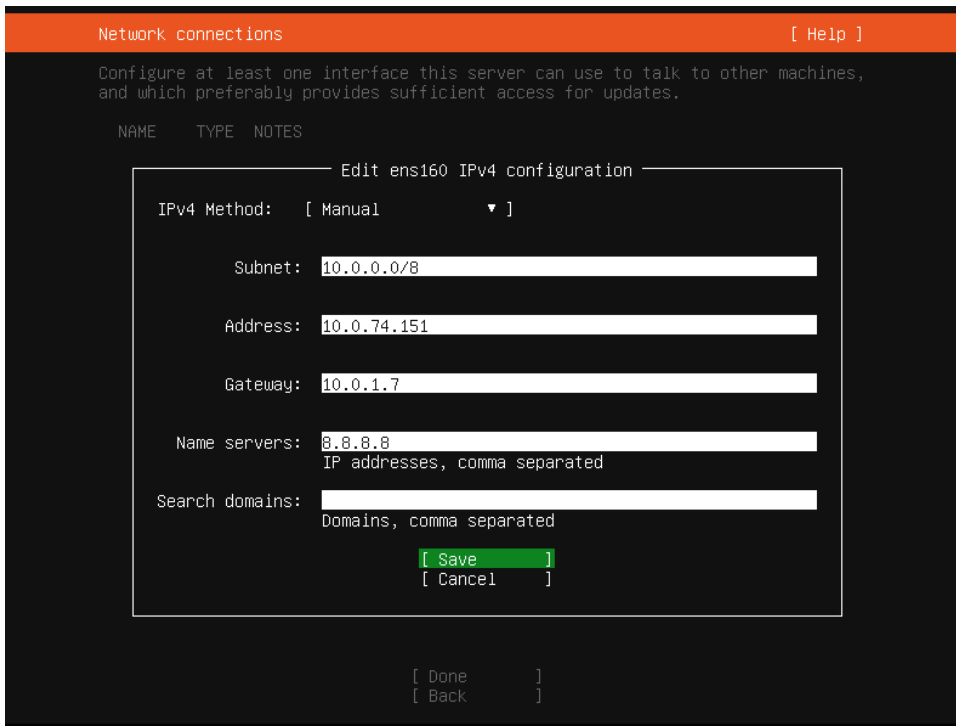 Network connections [ Help ]
Configure at least one interface this server can use to talk to other machines,
and which preferably provides sufficient access for updates.
NAME TYPE NOTES
Edit ens160 IPv4 configuration
IPv4 Method: [ Manual ▼ ]
Subnet: 10.0.0.0/8
Address: 10.0.74.151
Gateway: 10.0.1.7
Name servers: 8.8.8.8
IP addresses, comma separated
Search domains:
Domains, comma separated
[ Save ]
[ Cancel ]
[ Done ]
[ Back ]